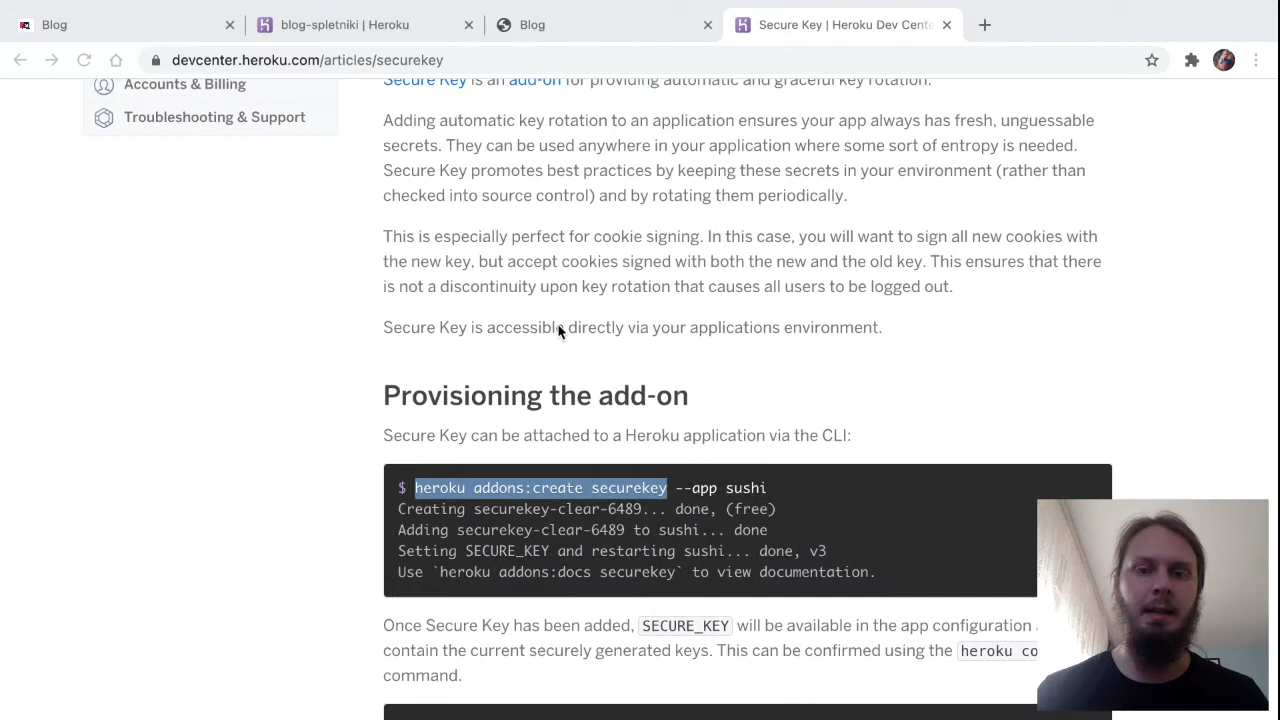 Blog
blog-spletniki | Heroku
Blog
Secure Key | Heroku Dev Cente
devcenter.heroku.com/articles/securekey
Accounts & Billing
Troubleshooting & Support
Secure Key is an add-on for providing automatic and graceful key rotation.
Adding automatic key rotation to an application ensures your app always has fresh, unguessable
secrets. They can be used anywhere in your application where some sort of entropy is needed.
Secure Key promotes best practices by keeping these secrets in your environment (rather than
checked into source control) and by rotating them periodically.
This is especially perfect for cookie signing. In this case, you will want to sign all new cookies with
the new key, but accept cookies signed with both the new and the old key. This ensures that there
is not a discontinuity upon key rotation that causes all users to be logged out.
Secure Key is accessible directly via your applications environment.
Provisioning the add-on
Secure Key can be attached to a Heroku application via the CLI:
$ heroku addons:create securekey --app sushi
Creating securekey-clear-6489... done, (free)
Adding securekey-clear-6489 to sushi... done
Setting SECURE_KEY and restarting sushi... done, v3
Use `heroku addons:docs securekey` to view documentation.
Once Secure Key has been added, SECURE_KEY will be available in the app configuration
contain the current securely generated keys. This can be confirmed using the heroku co
command.